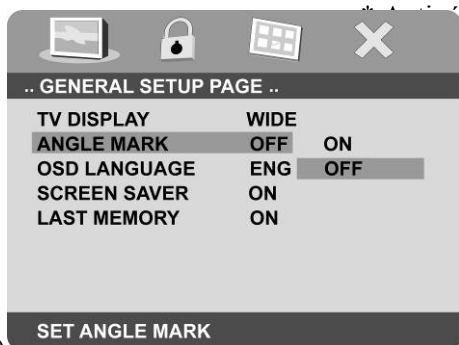 .. GENERAL SETUP PAGE ..
TV DISPLAY WIDE
ANGLE MARK OFF ON
OSD LANGUAGE ENG OFF
SCREEN SAVER ON
LAST MEMORY ON
SET ANGLE MARK